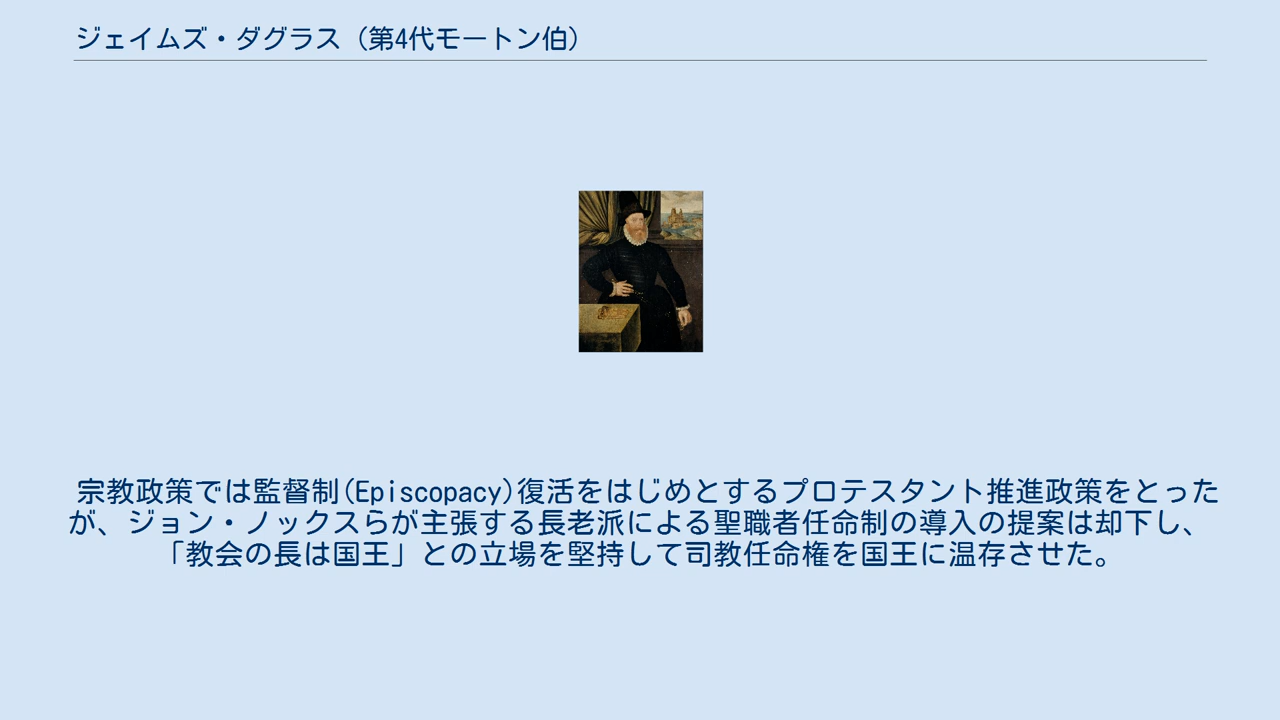 ジェイムズ・ダグラス（第4代モートン伯）
宗教政策では監督制(Episcopacy)復活をはじめとするプロテスタント推進政策をとった
が、ジョン・ノックスらが主張する長老派による聖職者任命制の導入の提案は却下し、
「教会の長は国王」との立場を堅持して司教任命権を国王に温存させた。